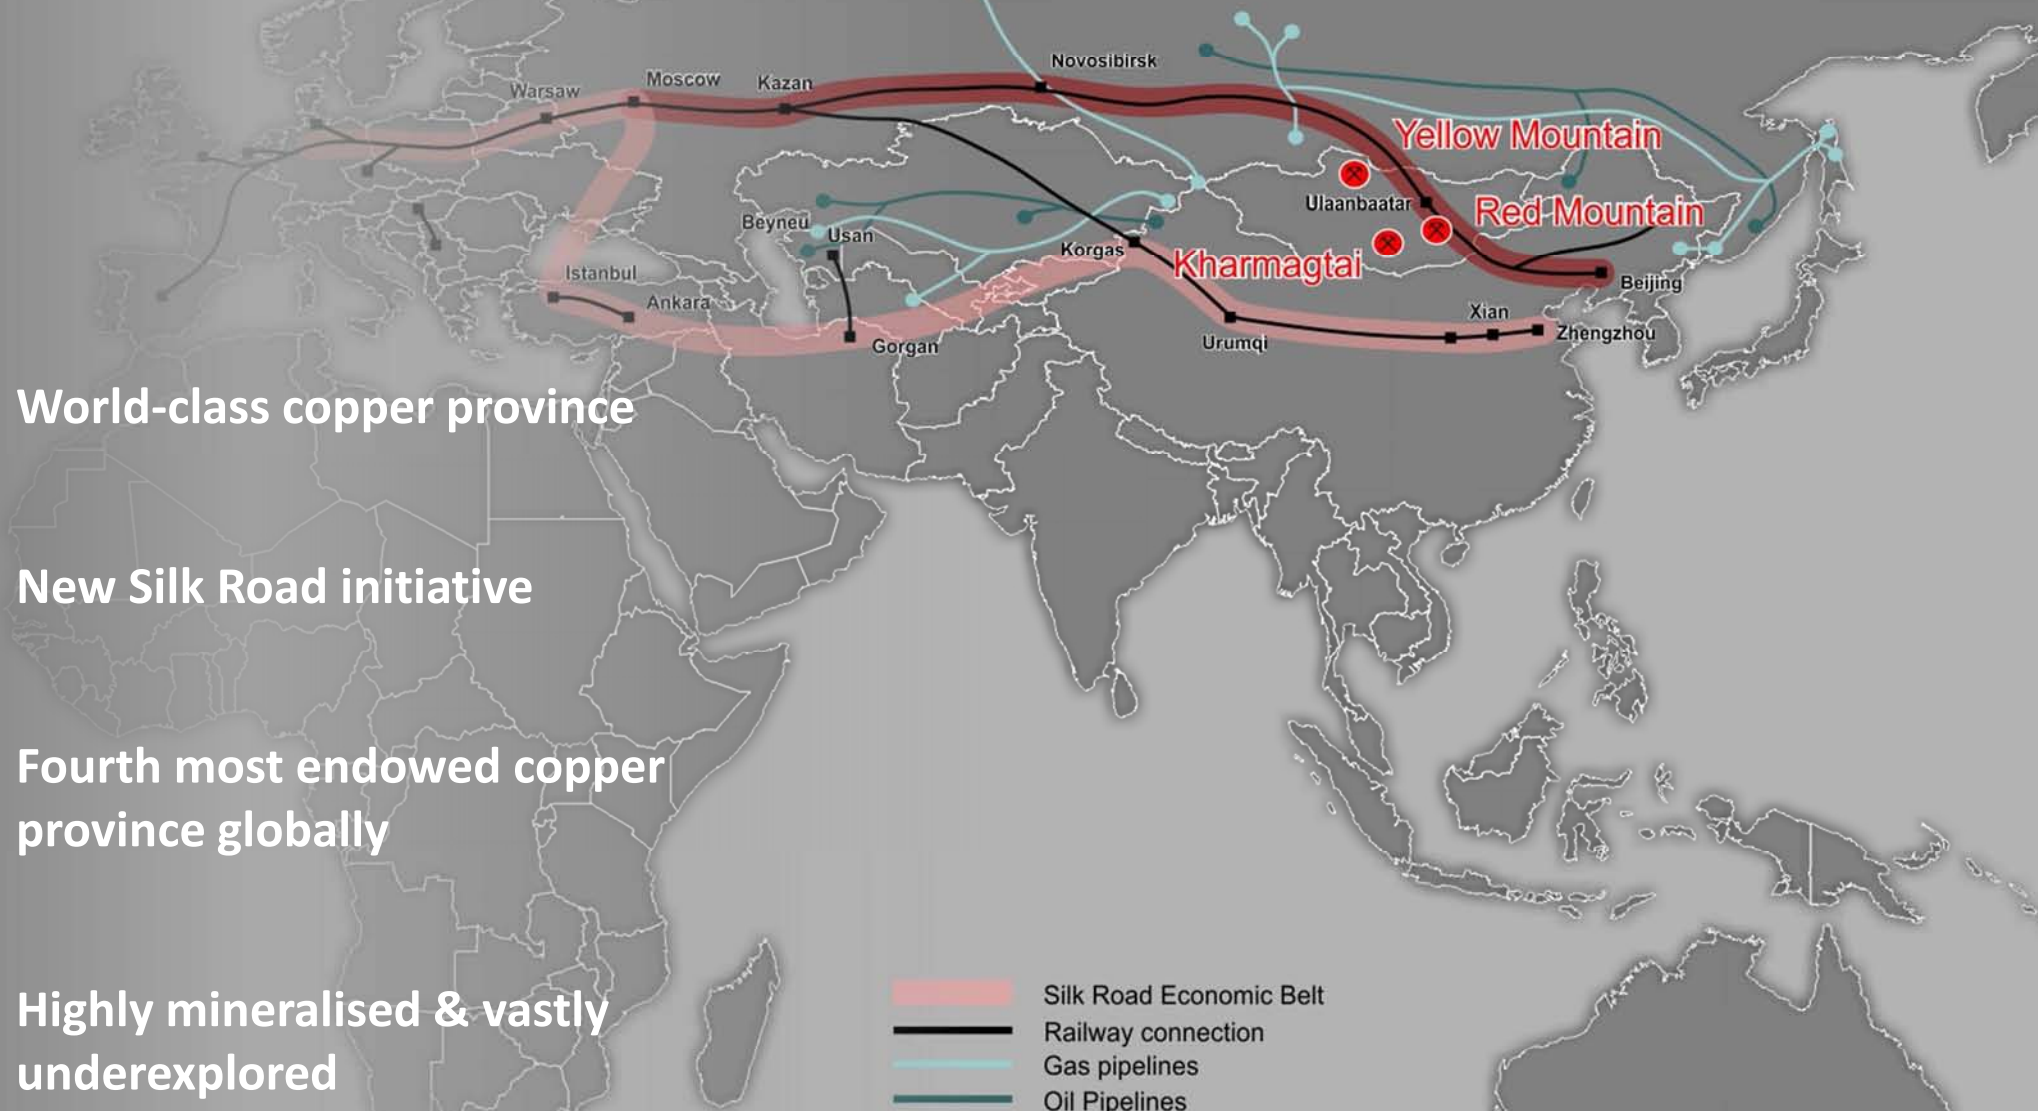 Novosibirsk
Moscow
Kazan
Warsaw
Yellow Mountain
Ulaanbaatar
Red Mountain
Beyneu
Usan
Korgas
Kharmagtai
Istanbul
Beijing
Ankara
Xian
Gorgan
Urumqi
Zhengzhou
World-class copper province
New Silk Road initiative
Fourth most endowed copper
province globally
Highly mineralised & vastly
underexplored
Silk Road Economic Belt
Railway connection
Gas pipelines
Oil Pipelines